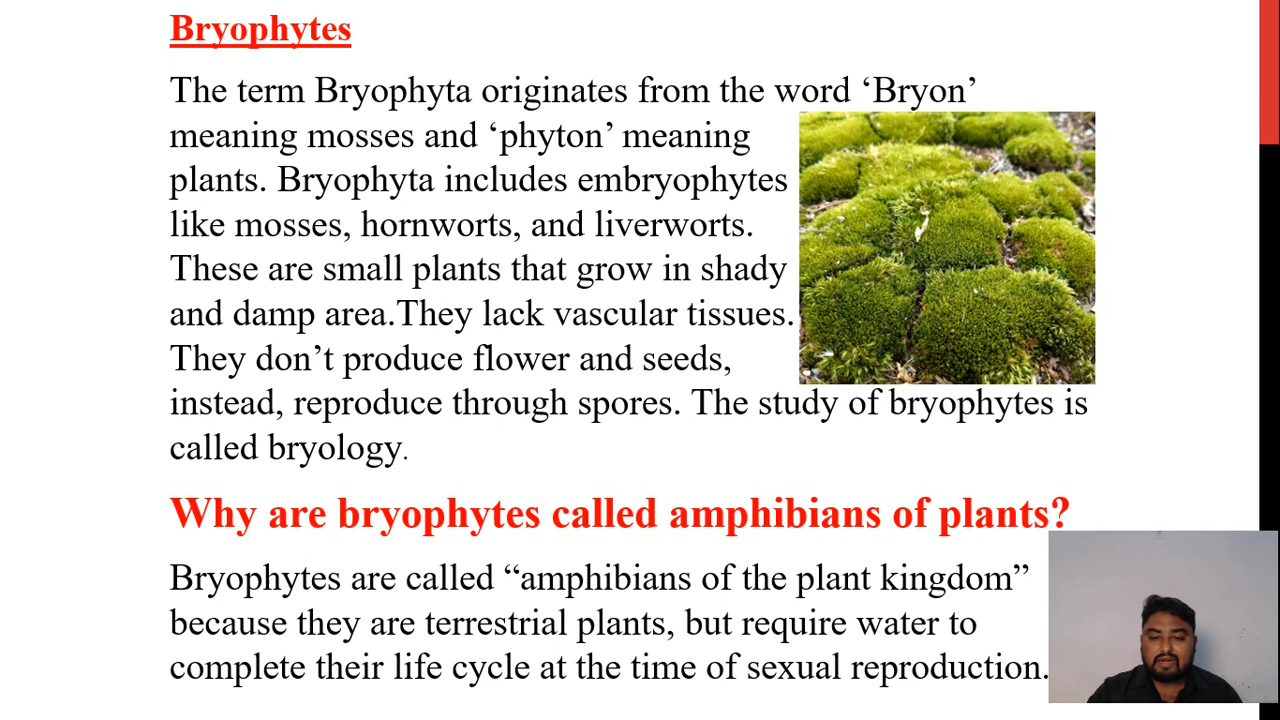 Bryophytes
The term Bryophyta originates from the word ‘Bryon’
meaning mosses and ‘phyton’ meaning
plants. Bryophyta includes embryophytes
like mosses, hornworts, and liverworts.
These are small plants that grow in shady
and damp area.They lack vascular tissues.
They don’t produce flower and seeds,
instead, reproduce through spores. The study of bryophytes is
called bryology.
Why are bryophytes called amphibians of plants?
Bryophytes are called “amphibians of the plant kingdom”
because they are terrestrial plants, but require water to
complete their life cycle at the time of sexual reproduction.